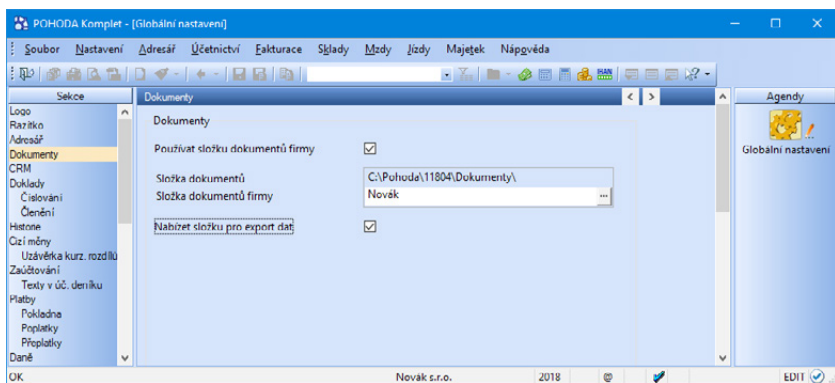 POHODA Komplet - [Globální nastavení]
Soubor Nastavení Adresář Účetnictví Fakturace Sklady Mzdy Jízdy Majetek Nápověda
Sekce
Logo
Razítko
Adresář
Dokumenty
CRM
Doklady
Číslování
Členění
Historie
Cizí měny
Uzávěrka kurz. rozdílů
Zaúčtování
Texty v úč. deníku
Platby
Pokladna
Poplatky
Přeplatky
Daně
Dokumenty
Dokumenty
Používat složku dokumentů firmy
Složka dokumentů C:\Pohoda\11804\Dokumenty\
Složka dokumentů firmy Novák ...
Nabízet složku pro export dat
Agendy
Globální nastavení
OK Novák s.r.o. 2018 @ EDIT